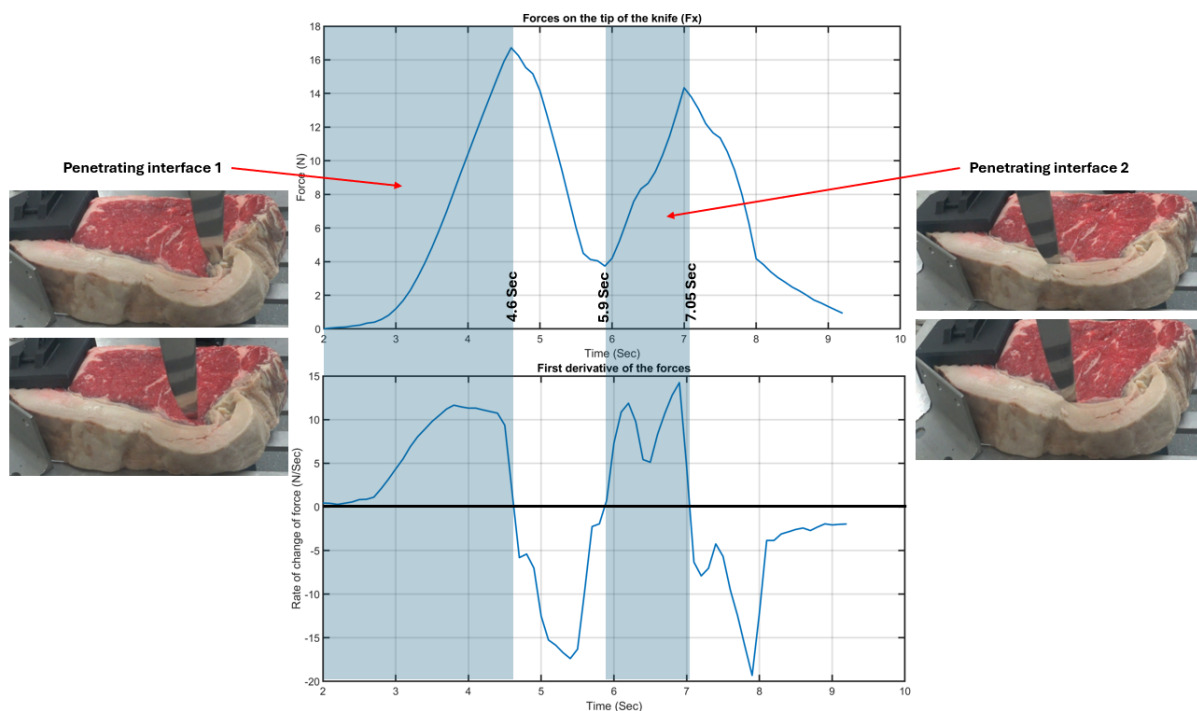 Forces on the tip of the knife (Fx)
18
16
14
12
10
8
6
4
2
0
Force (N)
2 3 4 5 6 7 8 9 10
Time (Sec)
Penetrating interface 1
Penetrating interface 2
4.6 Sec
5.9 Sec
7.05 Sec
First derivative of the forces
15
10
5
0
-5
-10
-15
-20
Rate of change of force (N/Sec)
2 3 4 5 6 7 8 9 10
Time (Sec)